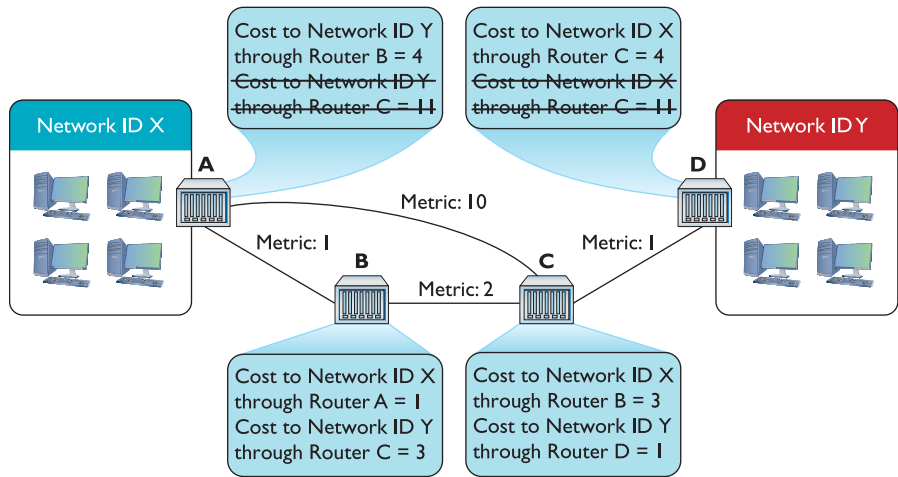 Cost to Network ID Y
through Router B = 4
Cost to Network ID Y
through Router C = 11
Cost to Network ID X
through Router C = 4
Cost to Network ID X
through Router C = 11
Network ID X
Network ID Y
A
D
Metric: 10
Metric: 1
Metric: 1
B
C
Metric: 2
Cost to Network ID X
through Router A = 1
Cost to Network ID Y
through Router C = 3
Cost to Network ID X
through Router B = 3
Cost to Network ID Y
through Router D = 1